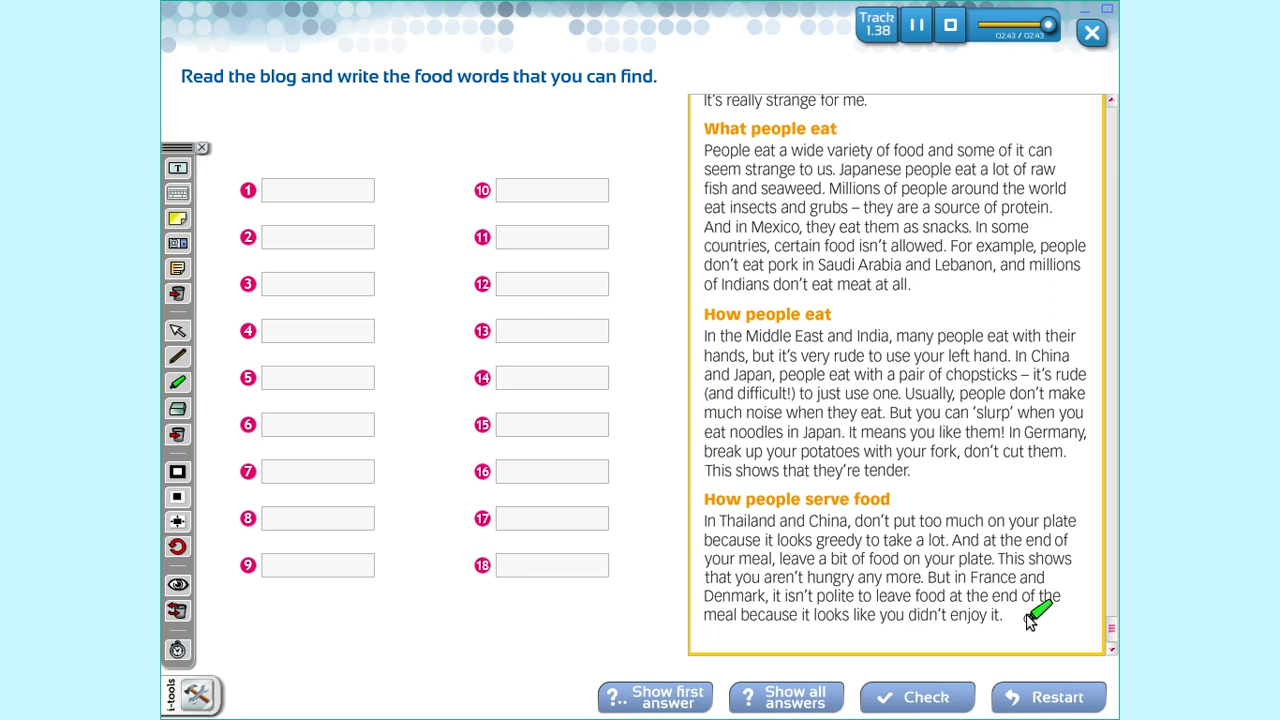 Track
1.38
02:43 / 02:43
Read the blog and write the food words that you can find.
It's really strange for me.
What people eat
People eat a wide variety of food and some of it can
seem strange to us. Japanese people eat a lot of raw
fish and seaweed. Millions of people around the world
eat insects and grubs – they are a source of protein.
And in Mexico, they eat them as snacks. In some
countries, certain food isn't allowed. For example, people
don't eat pork in Saudi Arabia and Lebanon, and millions
of Indians don't eat meat at all.
How people eat
In the Middle East and India, many people eat with their
hands, but it's very rude to use your left hand. In China
and Japan, people eat with a pair of chopsticks – it's rude
(and difficult!) to just use one. Usually, people don't make
much noise when they eat. But you can 'slurp' when you
eat noodles in Japan. It means you like them! In Germany,
break up your potatoes with your fork, don't cut them.
This shows that they're tender.
How people serve food
In Thailand and China, don't put too much on your plate
because it looks greedy to take a lot. And at the end of
your meal, leave a bit of food on your plate. This shows
that you aren't hungry any more. But in France and
Denmark, it isn't polite to leave food at the end of the
meal because it looks like you didn't enjoy it.
1
2
3
4
5
6
7
8
9
10
11
12
13
14
15
16
17
18
T
i-tools
?.. Show first
answer
? Show all
answers
Check
Restart